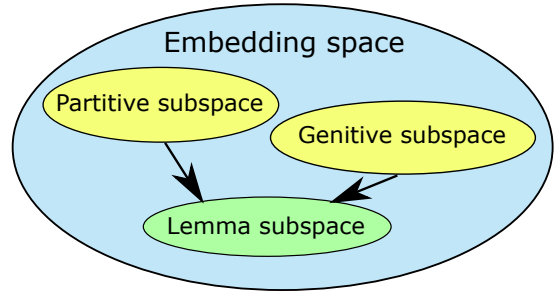 Embedding space
Partitive subspace
Genitive subspace
Lemma subspace